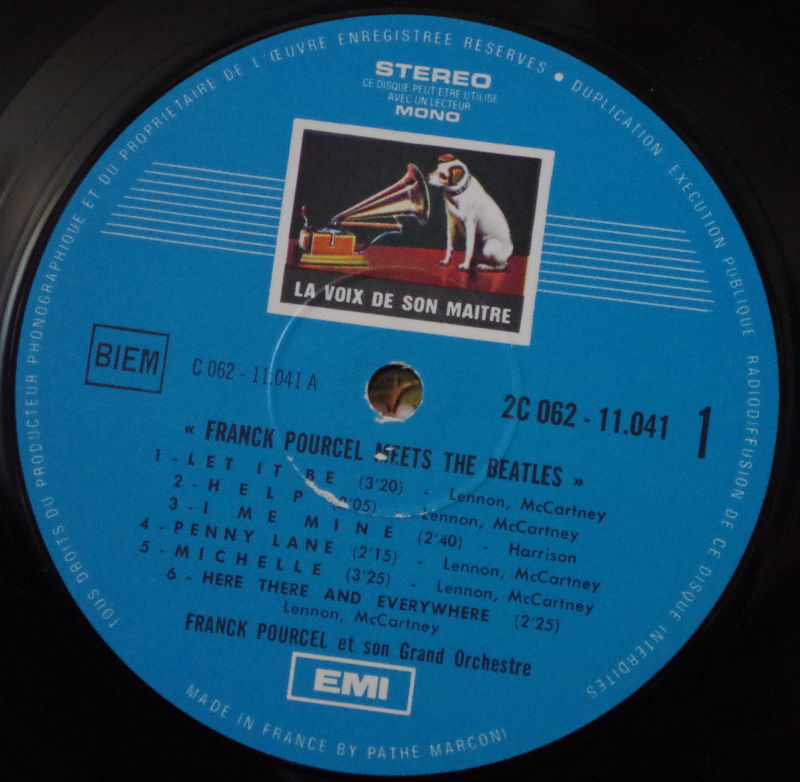 TOUS DROITS DU PRODUCTEUR PHONOGRAPHIQUE ET DU PROPRIETAIRE DE L'ŒUVRE ENREGISTREE RESERVES • DUPLICATION EXECUTION PUBLIQUE RADIODIFFUSION DE CE DISQUE INTERDITES
STEREO
CE DISQUE PEUT ETRE UTILISE
AVEC UN LECTEUR
MONO
LA VOIX DE SON MAITRE
BIEM
C 062 - 11.041 A
2C 062 - 11.041 1
« FRANCK POURCEL MEETS THE BEATLES »
1 - LET IT BE (3'20) - Lennon, McCartney
2 - HELP (2'05) - Lennon, McCartney
3 - I ME MINE (2'40) - Harrison
4 - PENNY LANE (2'15) - Lennon, McCartney
5 - MICHELLE (3'25) - Lennon, McCartney
6 - HERE THERE AND EVERYWHERE (2'25)
Lennon, McCartney
FRANCK POURCEL et son Grand Orchestre
EMI
MADE IN FRANCE BY PATHE MARCONI